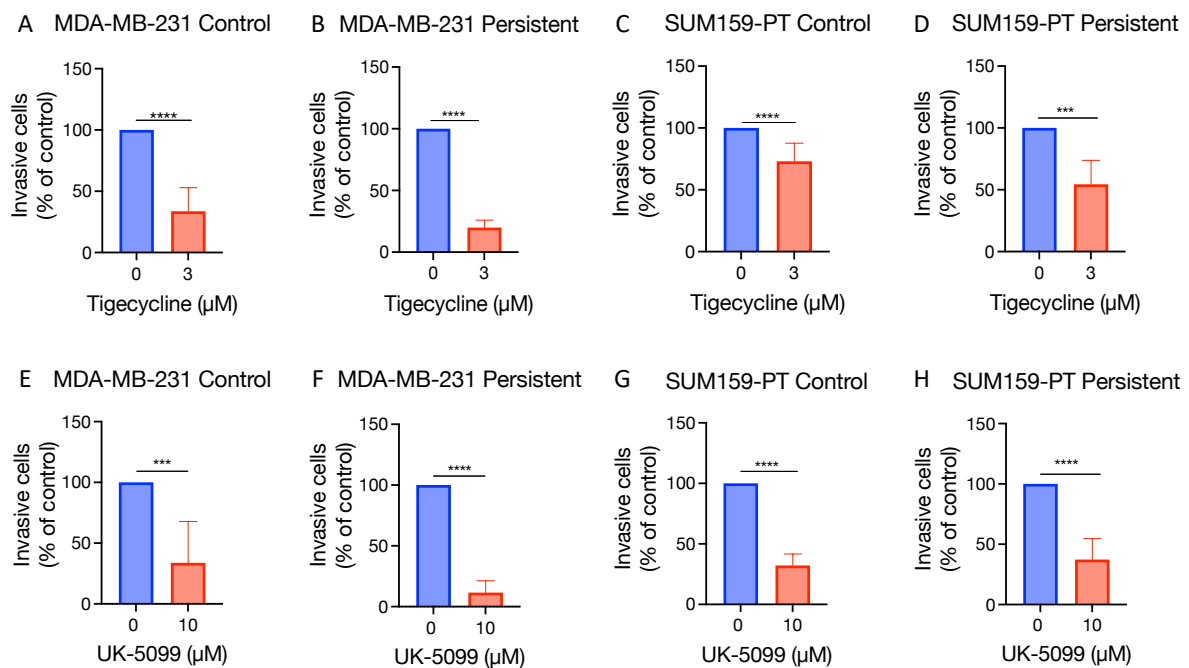 A MDA-MB-231 Control
Invasive cells
(% of control)
150
100
50
0
****
0 3
Tigecycline (µM)
B MDA-MB-231 Persistent
Invasive cells
(% of control)
150
100
50
0
****
0 3
Tigecycline (µM)
C SUM159-PT Control
Invasive cells
(% of control)
150
100
50
0
****
0 3
Tigecycline (µM)
D SUM159-PT Persistent
Invasive cells
(% of control)
150
100
50
0
***
0 3
Tigecycline (µM)
E MDA-MB-231 Control
Invasive cells
(% of control)
150
100
50
0
***
0 10
UK-5099 (µM)
F MDA-MB-231 Persistent
Invasive cells
(% of control)
150
100
50
0
****
0 10
UK-5099 (µM)
G SUM159-PT Control
Invasive cells
(% of control)
150
100
50
0
****
0 10
UK-5099 (µM)
H SUM159-PT Persistent
Invasive cells
(% of control)
150
100
50
0
****
0 10
UK-5099 (µM)